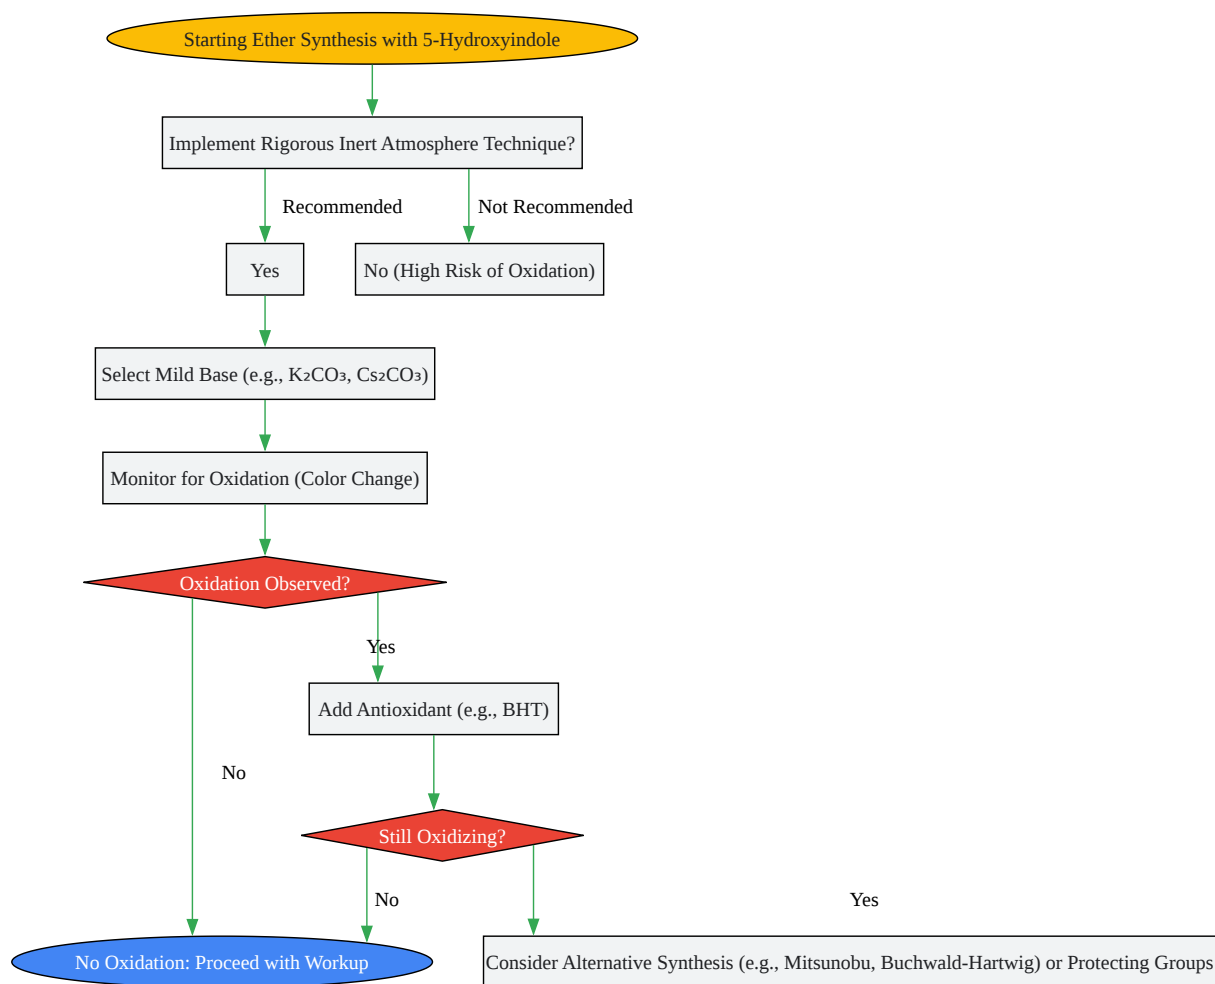 Starting Ether Synthesis with 5-Hydroxyindole
Implement Rigorous Inert Atmosphere Technique?
Recommended
Not Recommended
Yes
No (High Risk of Oxidation)
Select Mild Base (e.g., K₂CO₃, Cs₂CO₃)
Monitor for Oxidation (Color Change)
Oxidation Observed?
Yes
Add Antioxidant (e.g., BHT)
No
Still Oxidizing?
No
Yes
No Oxidation: Proceed with Workup
Consider Alternative Synthesis (e.g., Mitsunobu, Buchwald-Hartwig) or Protecting Groups